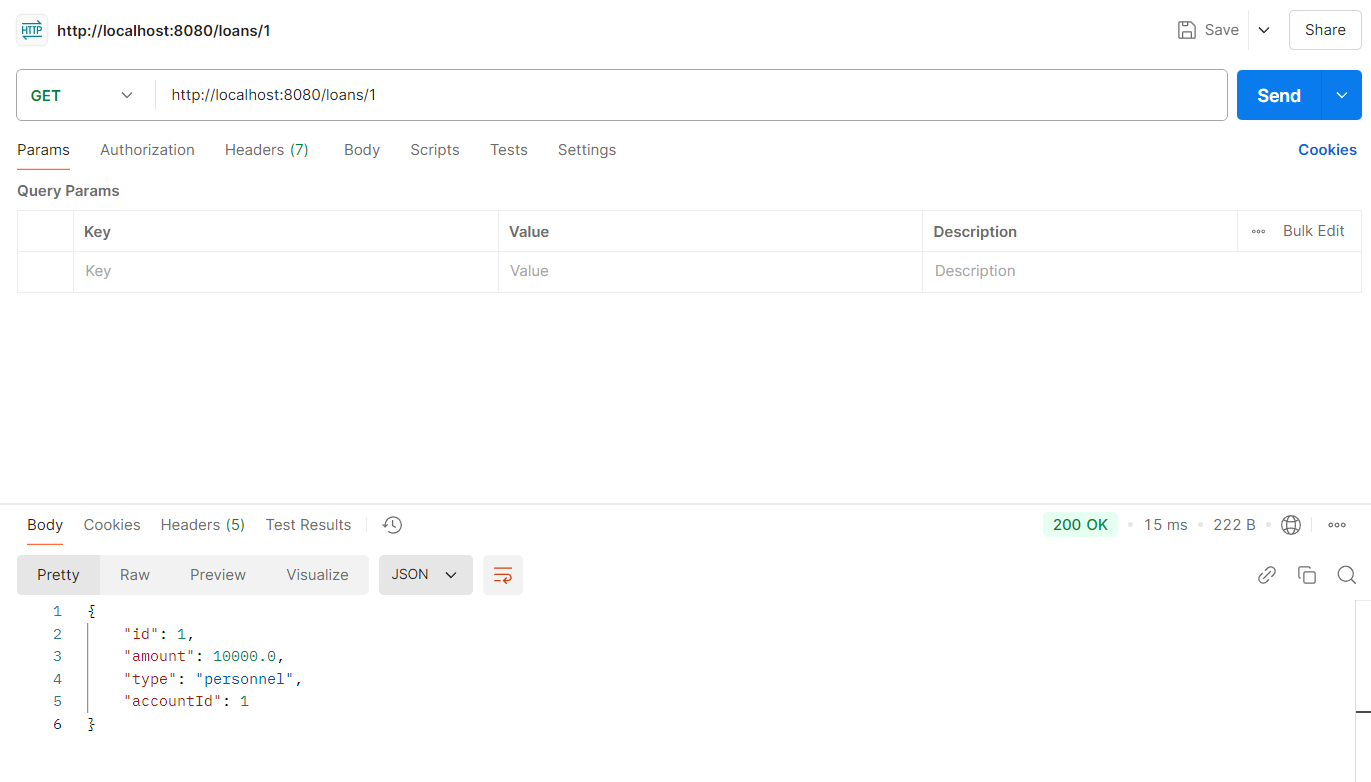 HTTP http://localhost:8080/loans/1 Save Share
GET http://localhost:8080/loans/1 Send
Params Authorization Headers (7) Body Scripts Tests Settings Cookies
Query Params
Key Value Description Bulk Edit
Key Value Description
Body Cookies Headers (5) Test Results 200 OK 15 ms 222 B
Pretty Raw Preview Visualize JSON
1 {
2 "id": 1,
3 "amount": 10000.0,
4 "type": "personnel",
5 "accountId": 1
6 }